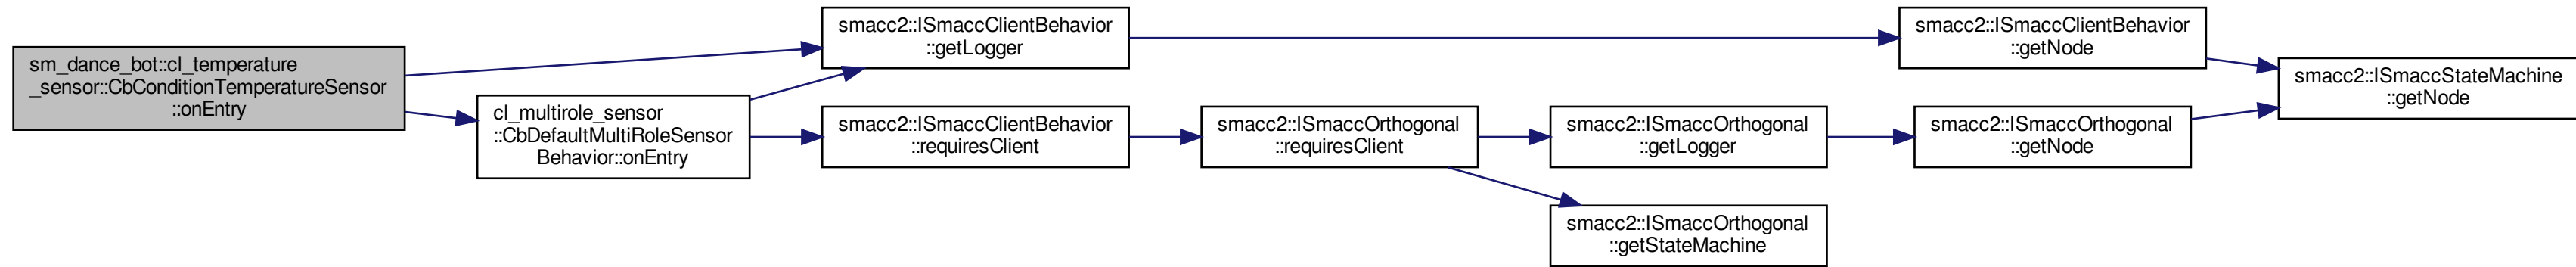 sm_dance_bot::cl_temperature
_sensor::CbConditionTemperatureSensor
::onEntry
cl_multirole_sensor
::CbDefaultMultiRoleSensor
Behavior::onEntry
smacc2::ISmaccClientBehavior
::getLogger
smacc2::ISmaccClientBehavior
::requiresClient
smacc2::ISmaccOrthogonal
::requiresClient
smacc2::ISmaccOrthogonal
::getLogger
smacc2::ISmaccOrthogonal
::getStateMachine
smacc2::ISmaccClientBehavior
::getNode
smacc2::ISmaccOrthogonal
::getNode
smacc2::ISmaccStateMachine
::getNode